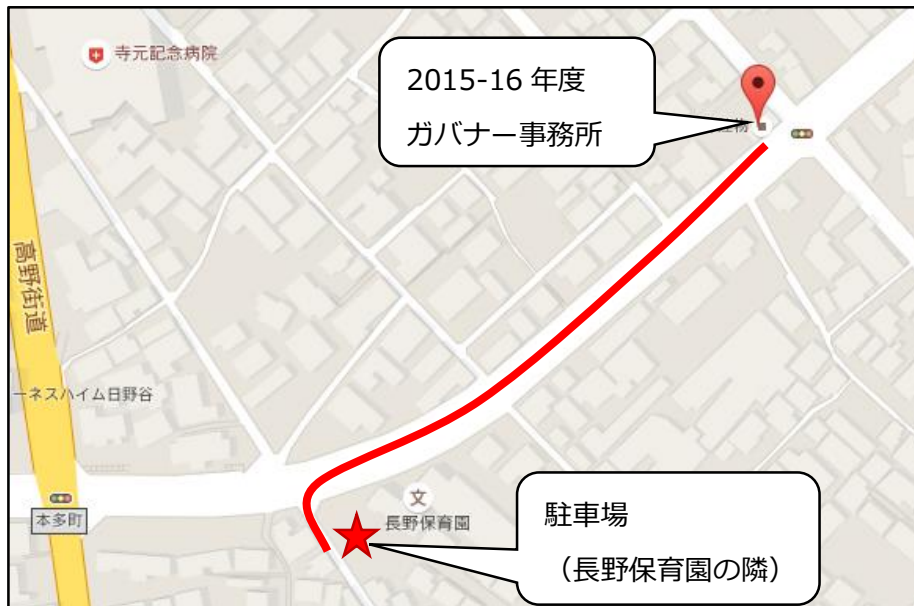 寺元記念病院
2015-16 年度
ガバナー事務所
物
高野街道
ーネスハイム日野谷
本多町
文
長野保育園
駐車場
（長野保育園の隣）